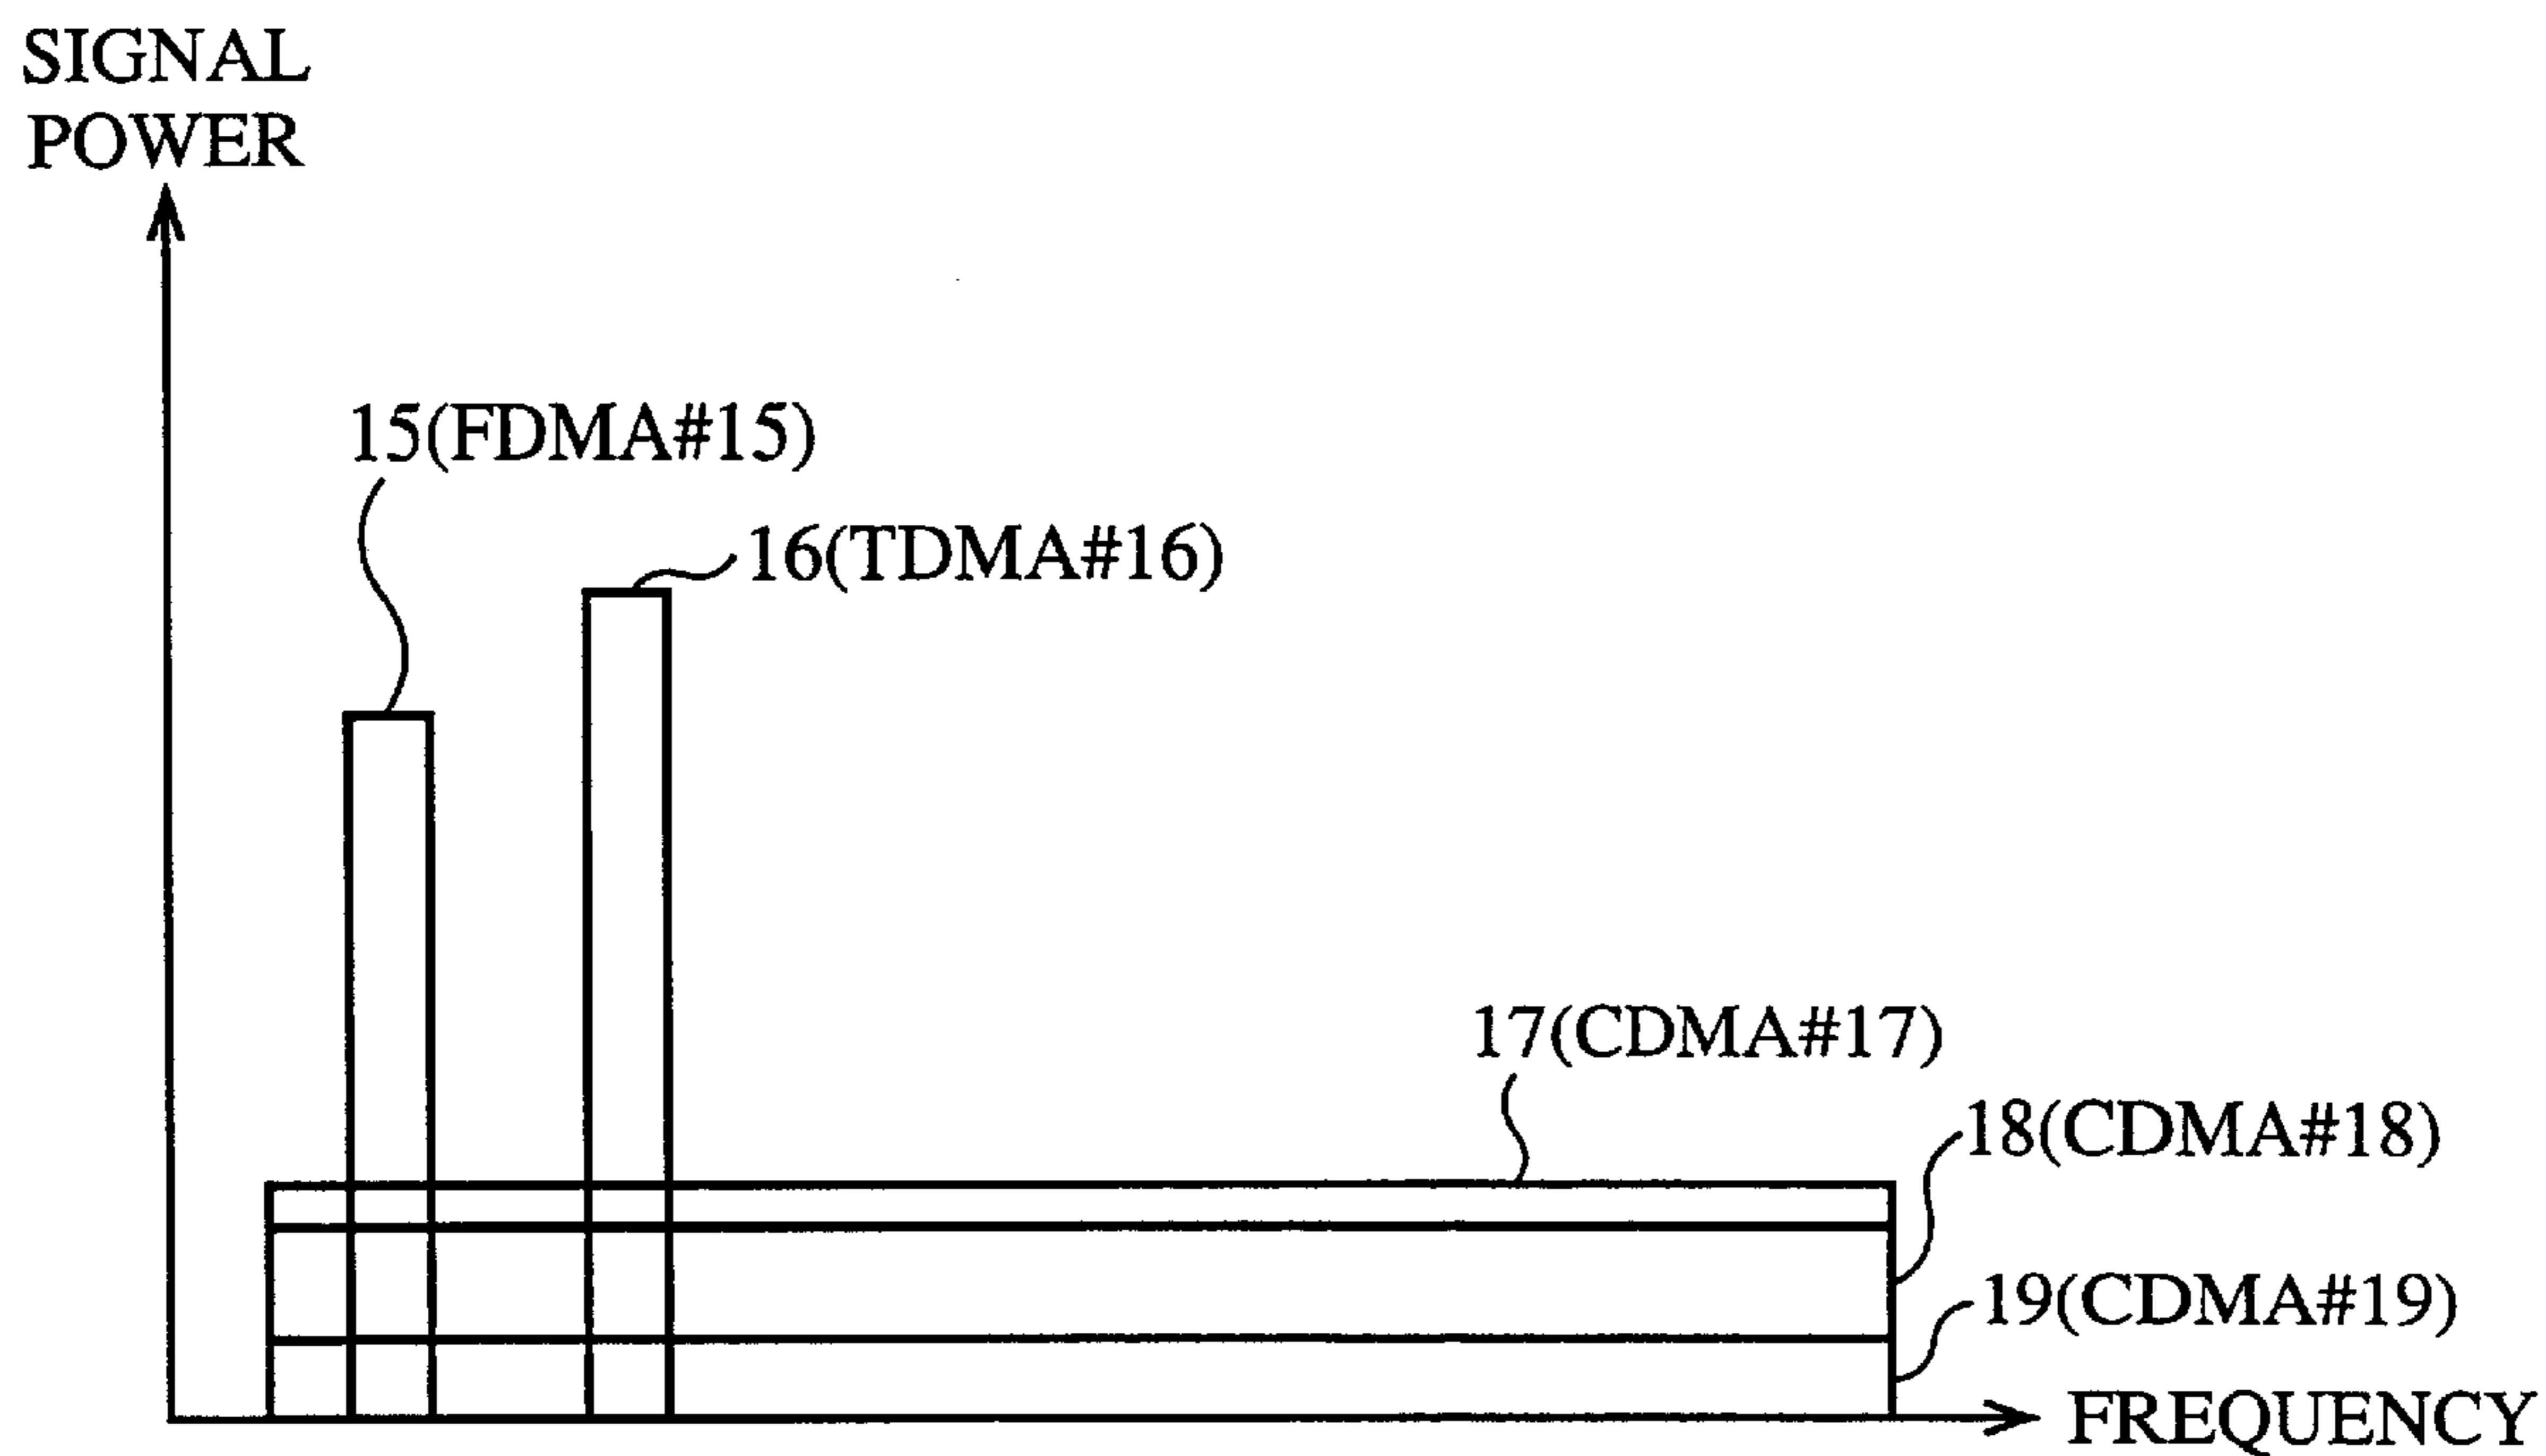 SIGNAL
POWER
15(FDMA#15)
16(TDMA#16)
17(CDMA#17)
18(CDMA#18)
19(CDMA#19)
FREQUENCY